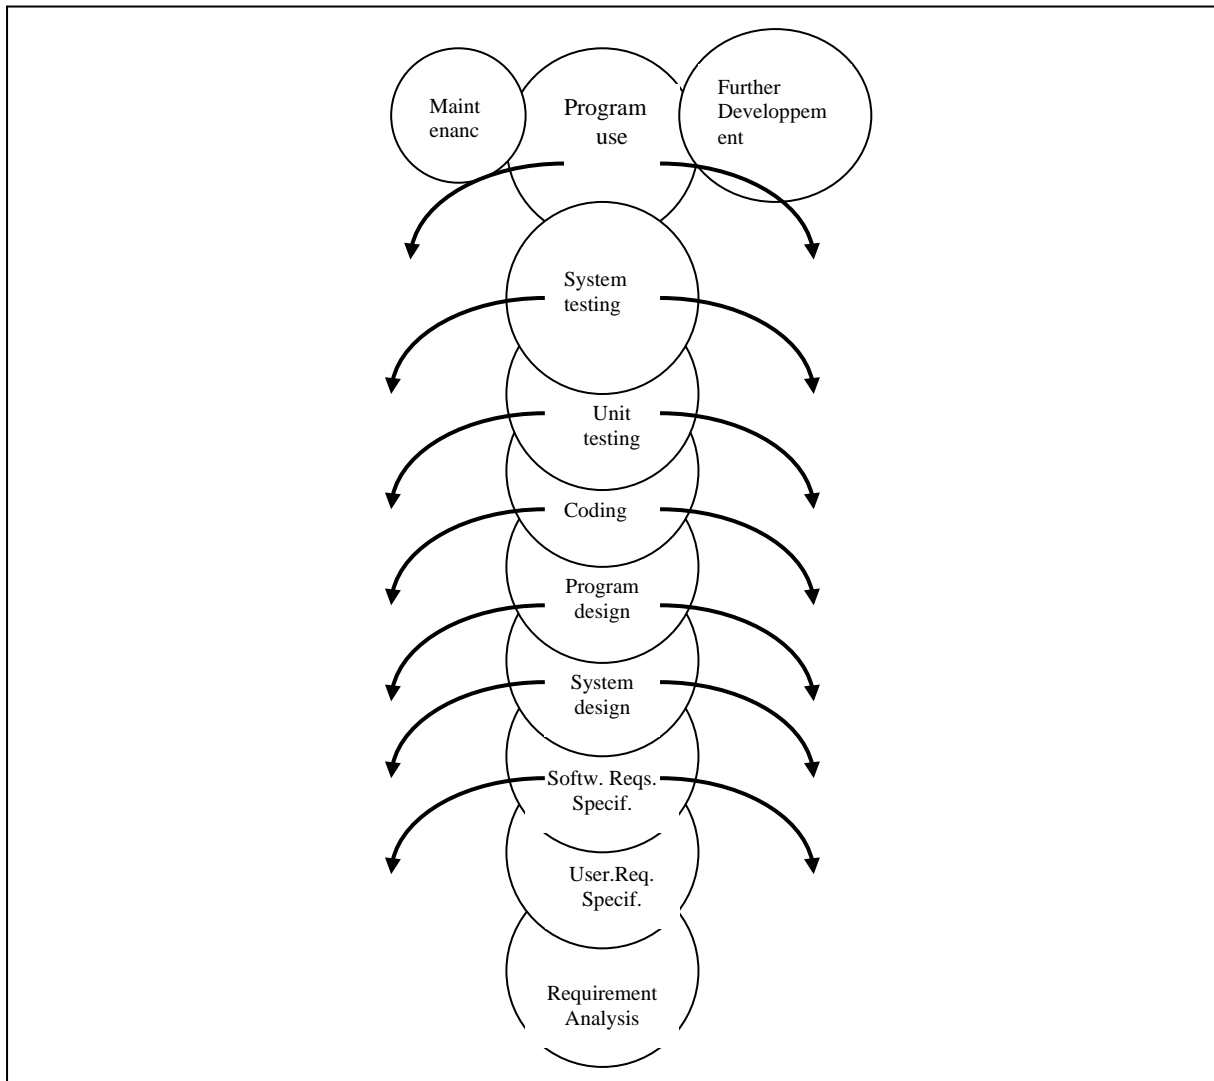 Maint
enanc
Program
use
Further
Developpem
ent
System
testing
Unit
testing
Coding
Program
design
System
design
Softw. Reqs.
Specif.
User.Req.
Specif.
Requirement
Analysis